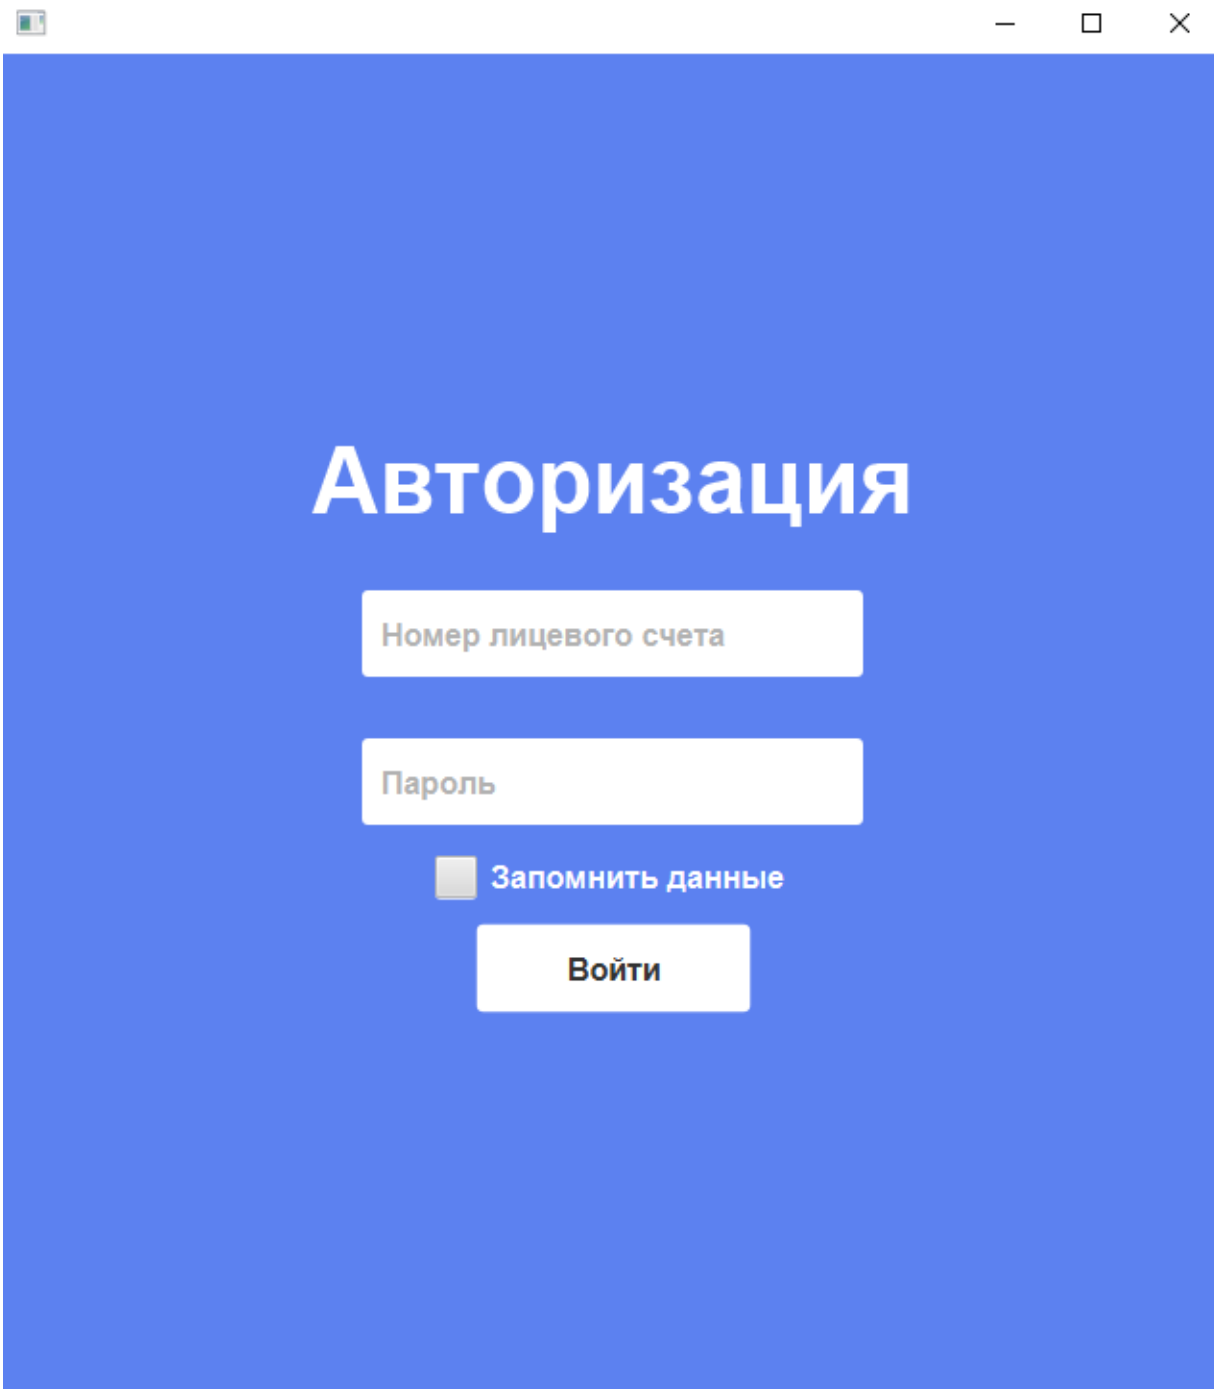 Авторизация
Номер лицевого счета
Пароль
Запомнить данные
Войти